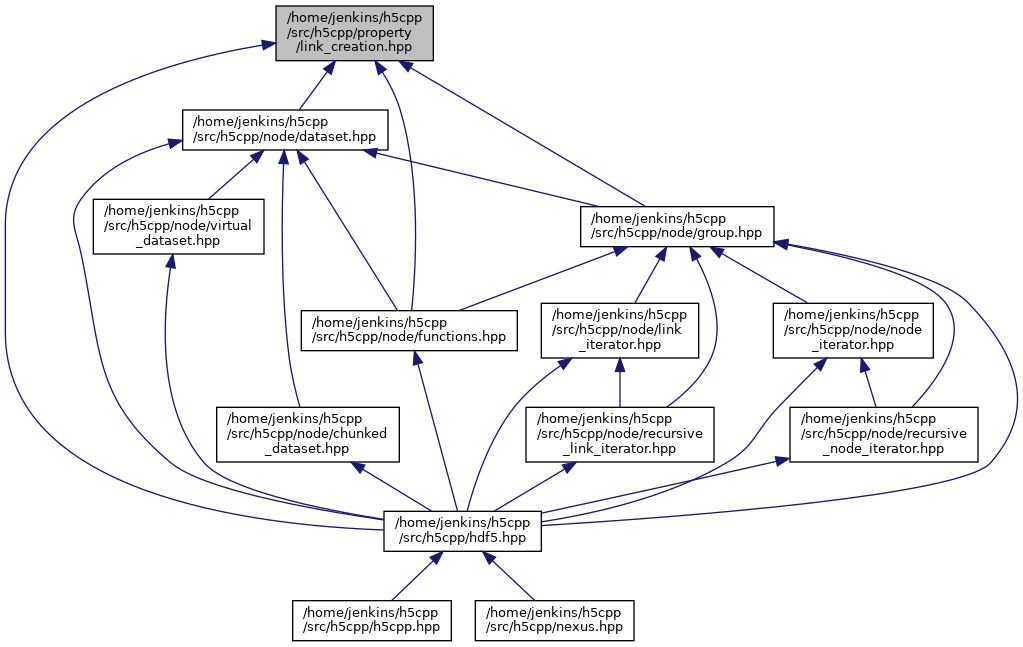 /home/jenkins/h5cpp
/src/h5cpp/property
/link_creation.hpp
/home/jenkins/h5cpp
/src/h5cpp/node/dataset.hpp
/home/jenkins/h5cpp
/src/h5cpp/node/virtual
_dataset.hpp
/home/jenkins/h5cpp
/src/h5cpp/node/group.hpp
/home/jenkins/h5cpp
/src/h5cpp/node/functions.hpp
/home/jenkins/h5cpp
/src/h5cpp/node/link
_iterator.hpp
/home/jenkins/h5cpp
/src/h5cpp/node/node
_iterator.hpp
/home/jenkins/h5cpp
/src/h5cpp/node/chunked
_dataset.hpp
/home/jenkins/h5cpp
/src/h5cpp/node/recursive
_link_iterator.hpp
/home/jenkins/h5cpp
/src/h5cpp/node/recursive
_node_iterator.hpp
/home/jenkins/h5cpp
/src/h5cpp/hdf5.hpp
/home/jenkins/h5cpp
/src/h5cpp/h5cpp.hpp
/home/jenkins/h5cpp
/src/h5cpp/nexus.hpp